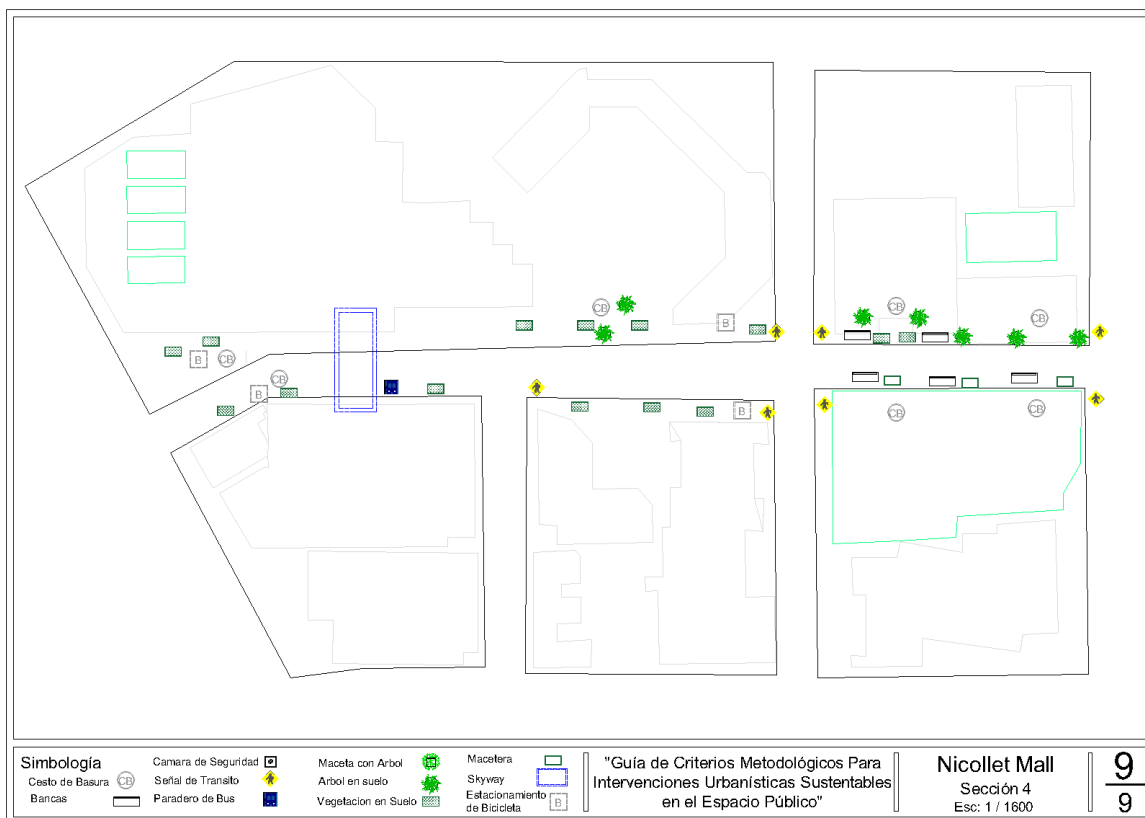 CB
CB
CB
B
B
CB
CB
B
B
CB
CB
Simbología
Cesto de Basura CB
Bancas
Camara de Seguridad
Señal de Transito
Paradero de Bus
Maceta con Arbol
Arbol en suelo
Vegetacion en Suelo
Macetera
Skyway
Estacionamiento
de Bicicleta B
"Guía de Criterios Metodológicos Para
Intervenciones Urbanísticas Sustentables
en el Espacio Público"
Nicollet Mall
Sección 4
Esc: 1 / 1600
9
9